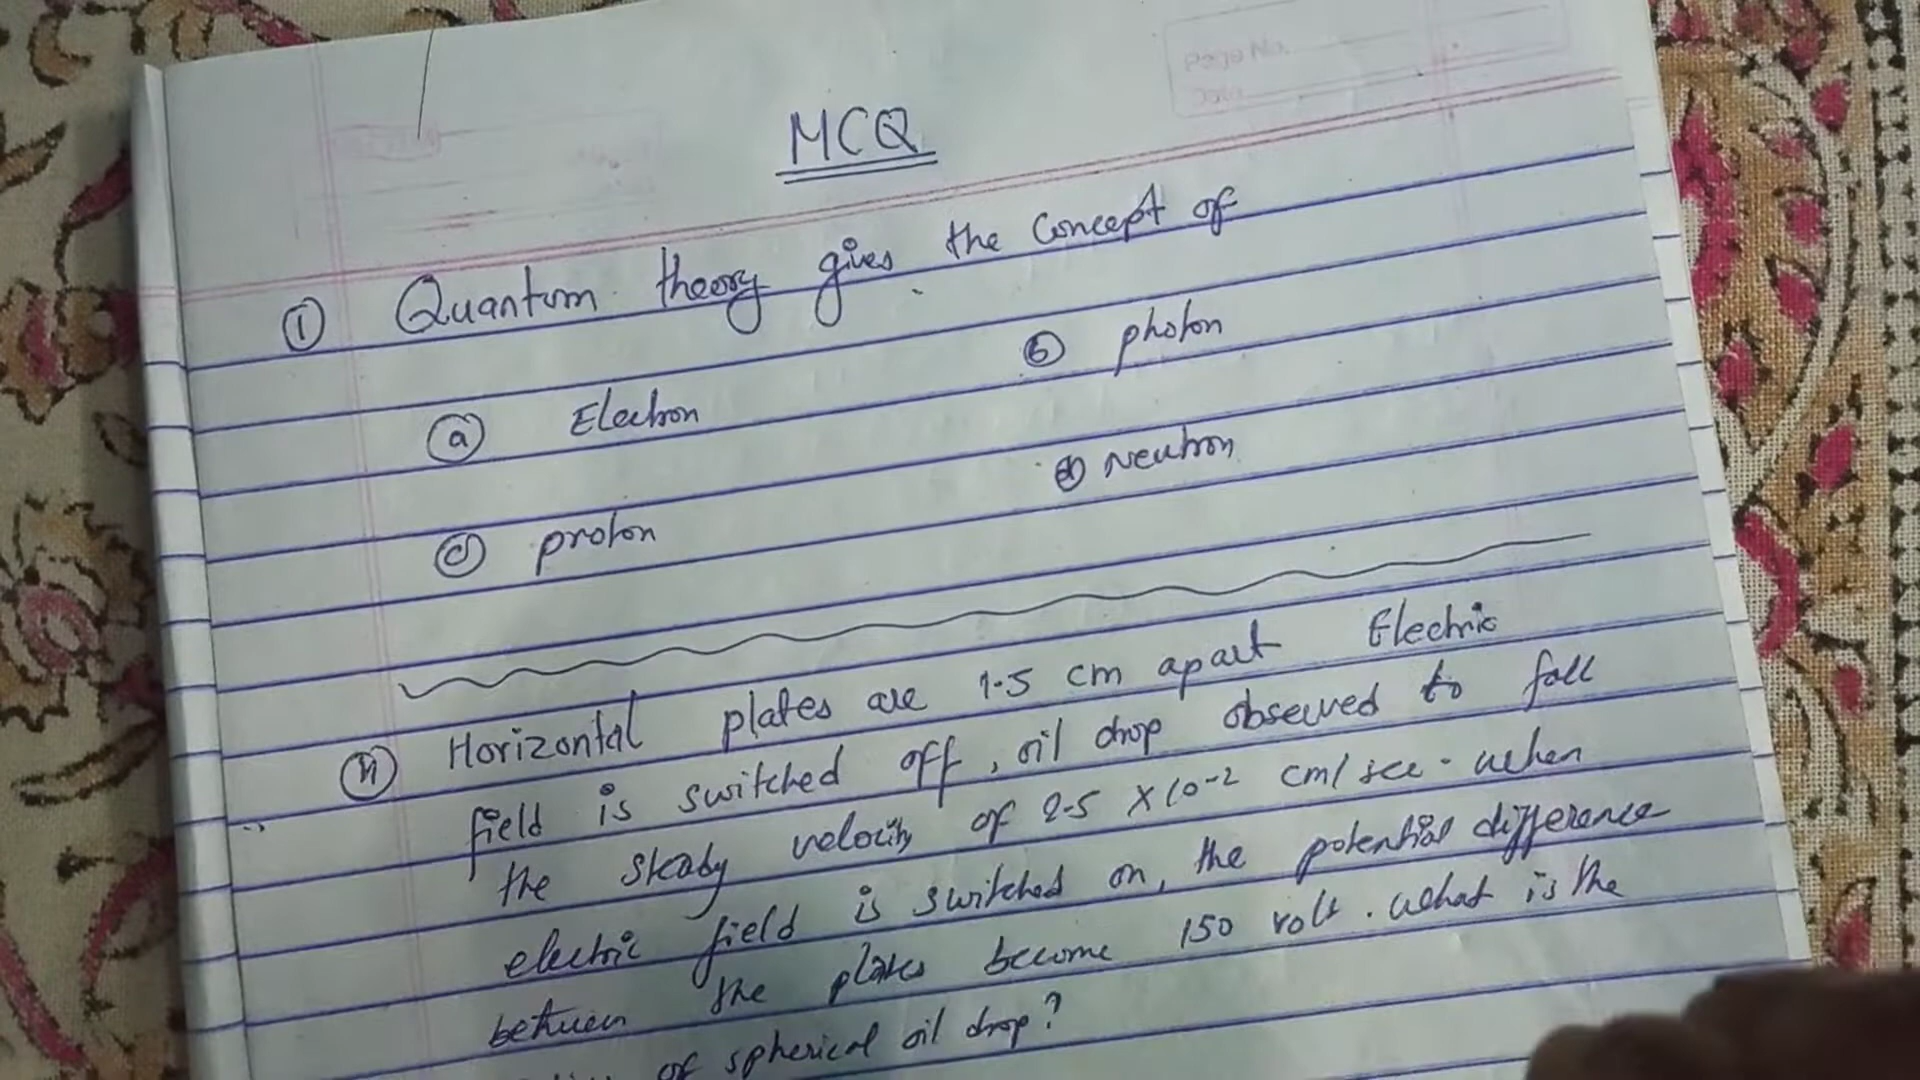 Page No.
Date
MCQ
① Quantum theory gives the concept of
ⓐ Electron ⓑ photon
ⓒ proton ⓓ Neutron
Horizontal plates are 1.5 cm apart Electric
field is switched off, oil drop observed to fall
the steady velocity of 2.5 × 10⁻² cm/sec. when
electric field is switched on, the potential difference
between the plates become 150 volt. what is the
of spherical oil drop?